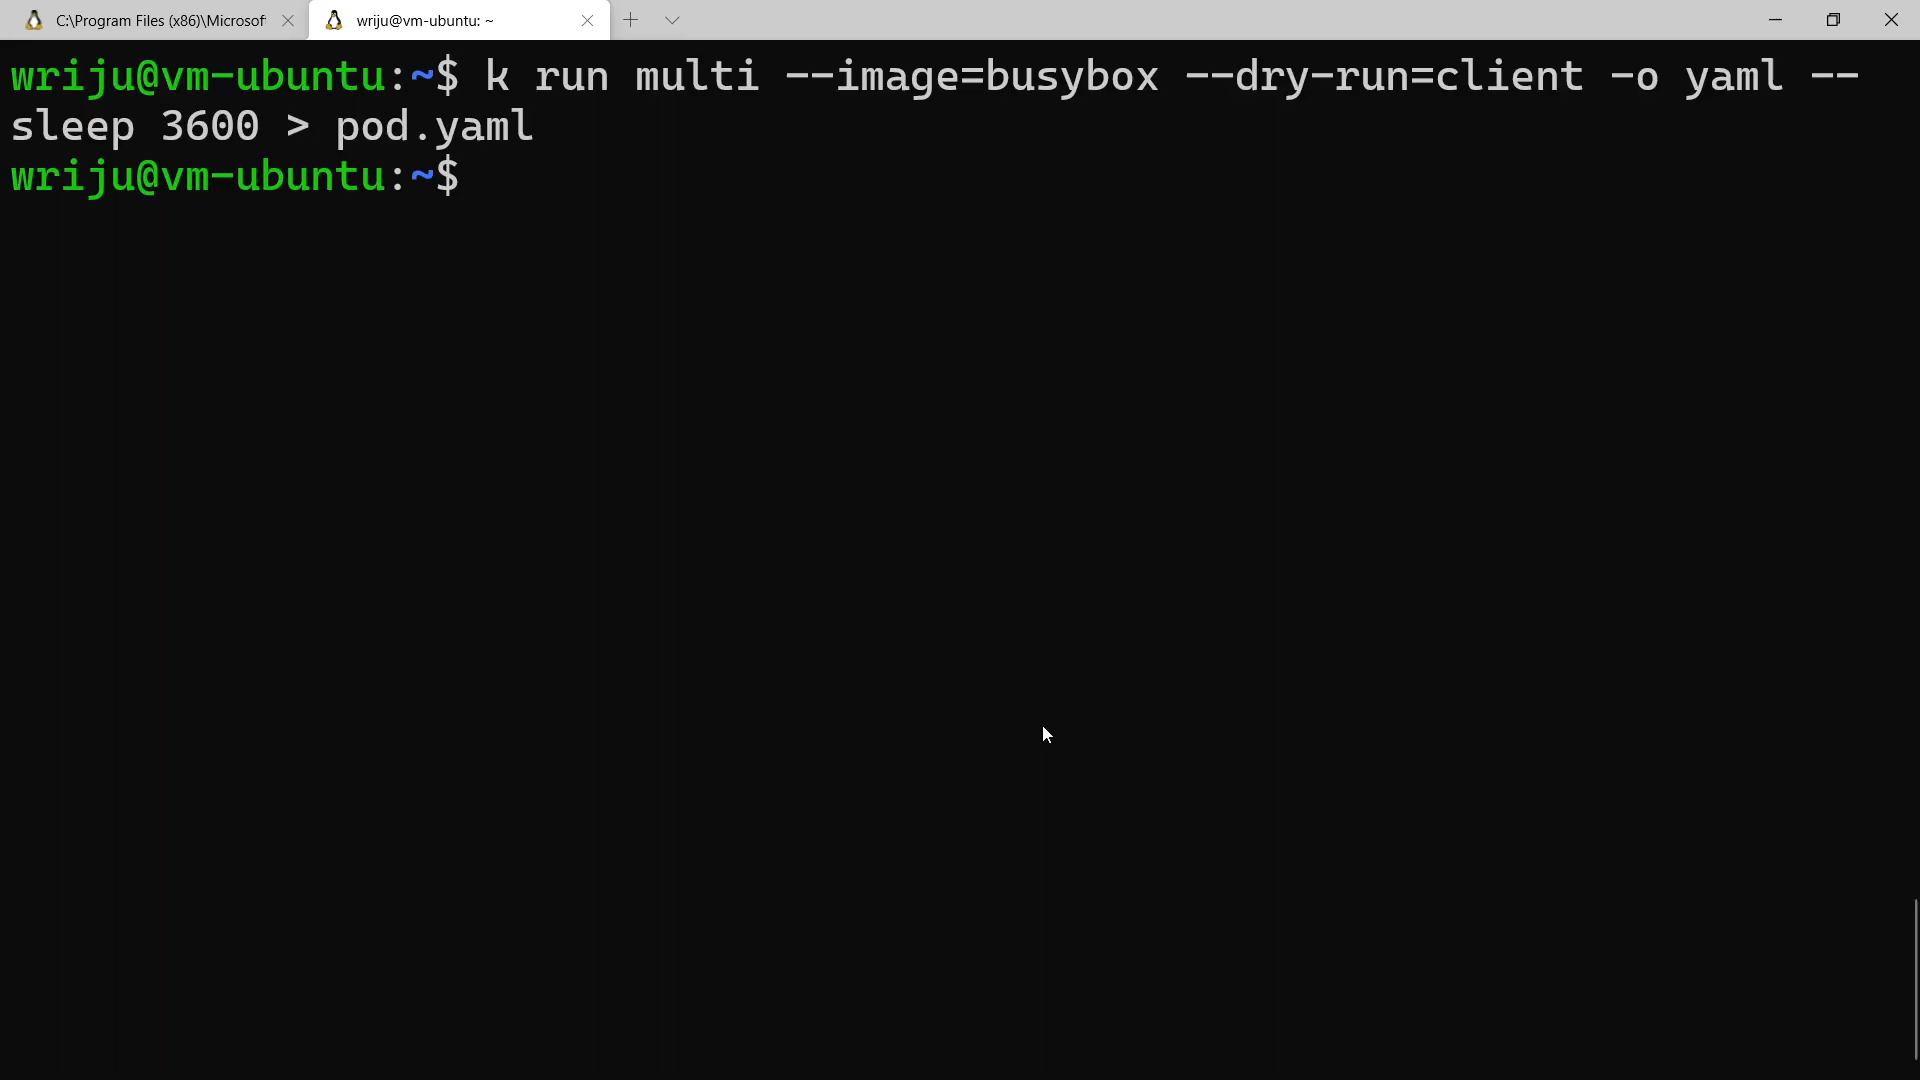 C:\Program Files (x86)\Microsof
wriju@vm-ubuntu: ~
wriju@vm-ubuntu:~$ k run multi --image=busybox --dry-run=client -o yaml --
sleep 3600 > pod.yaml
wriju@vm-ubuntu:~$